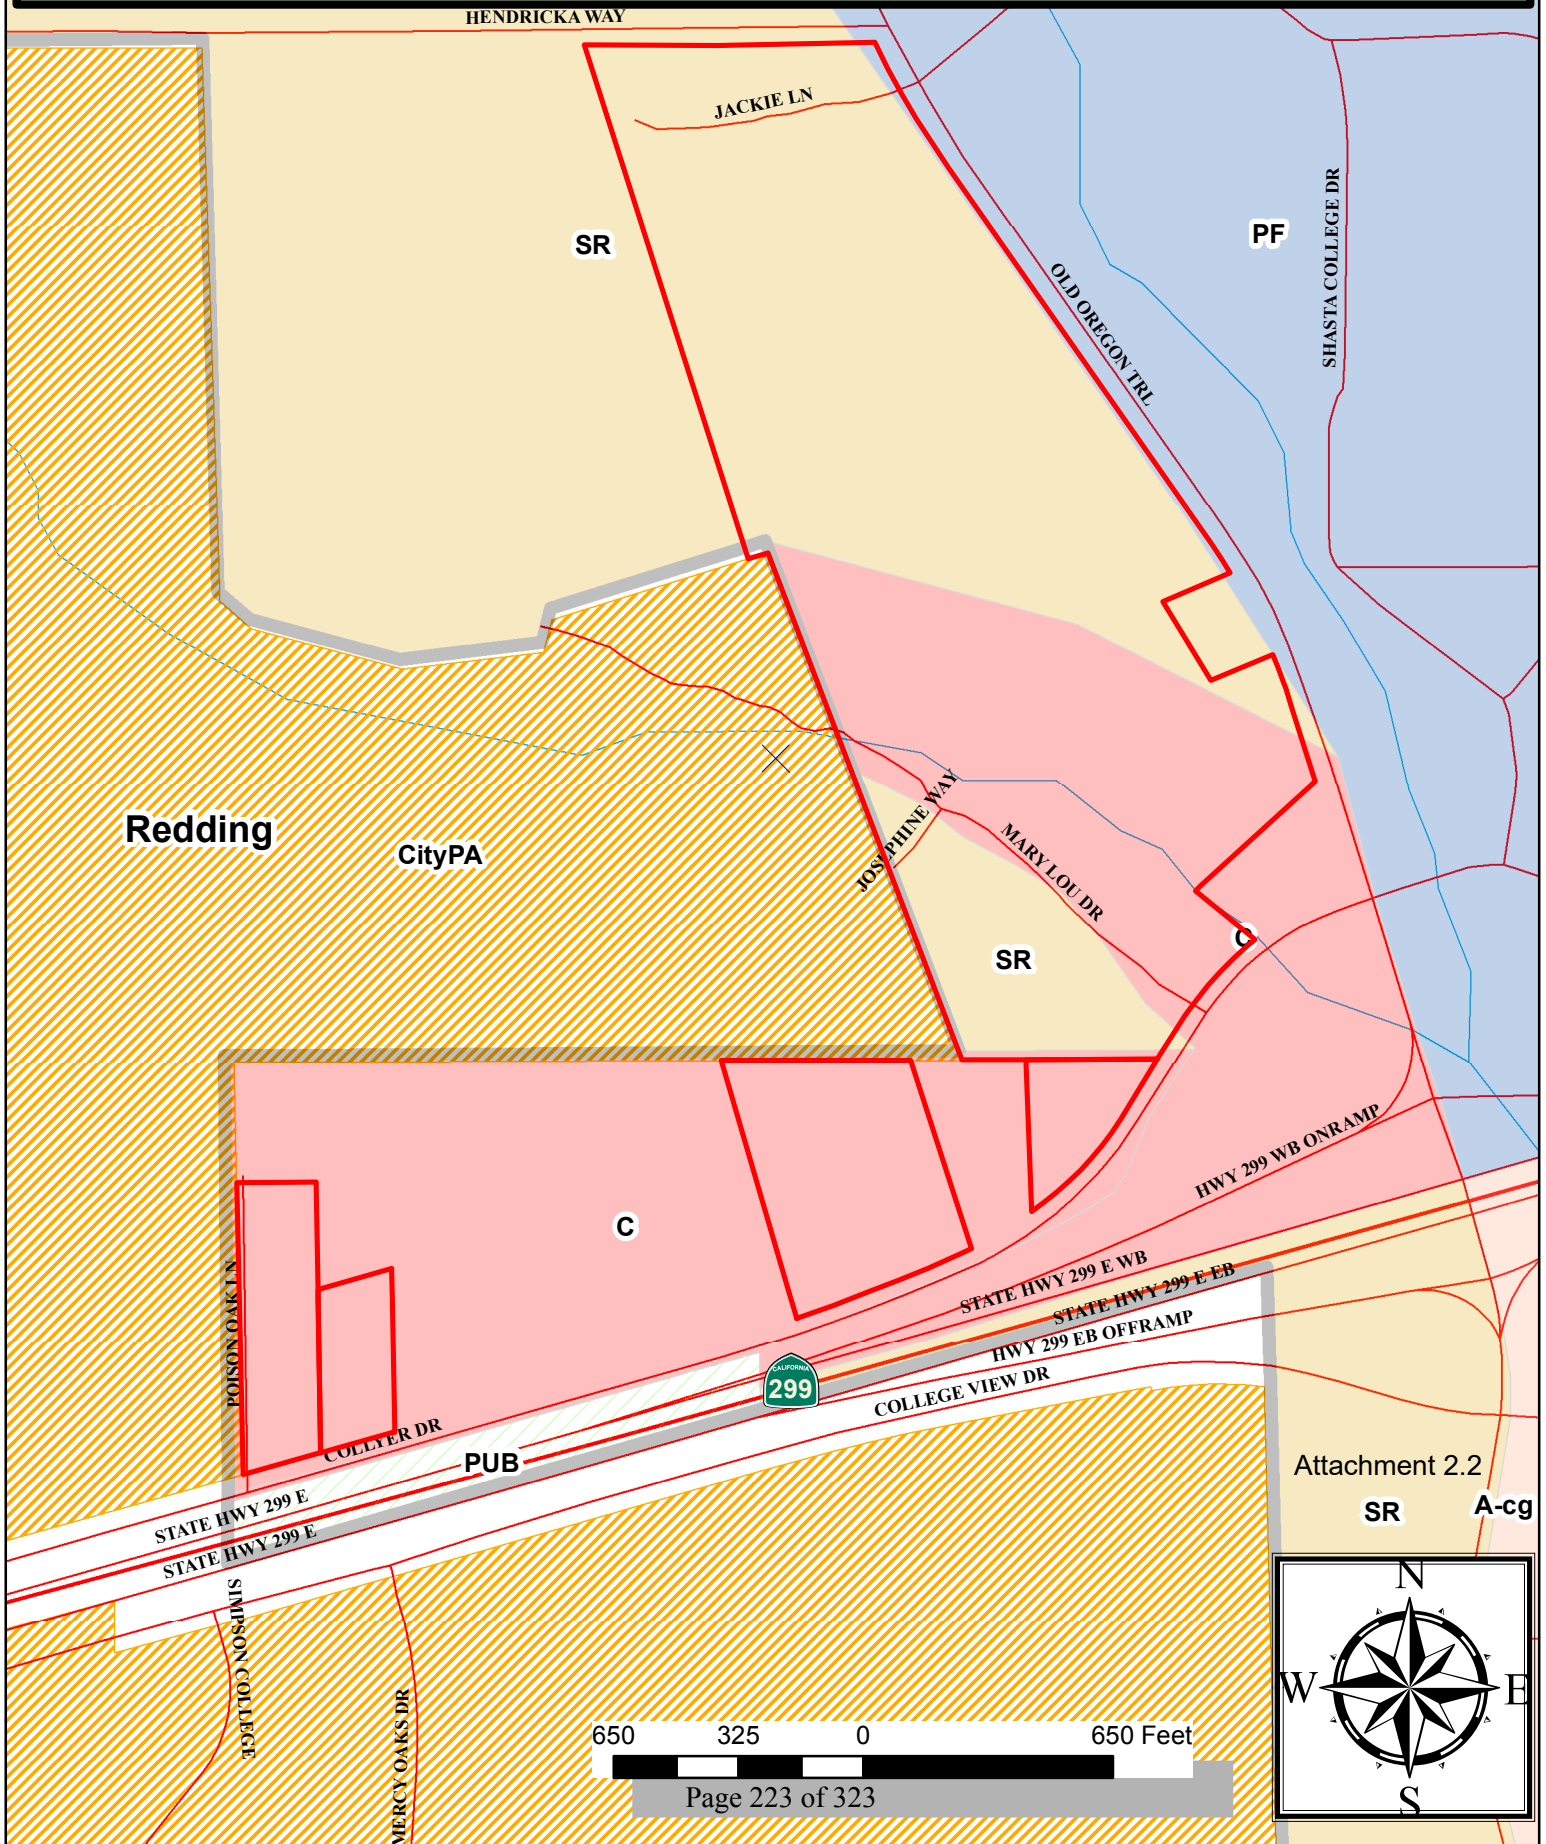 HENDRICKA WAY
JACKIE LN
SR
PF
SHASTA COLLEGE DR
OLD OREGON TRL
Redding
CityPA
JOSEPHINE WAY
MARY LOU DR
C
SR
HWY 299 WB ONRAMP
C
STATE HWY 299 E WB
STATE HWY 299 E EB
HWY 299 EB OFFRAMP
COLLEGE VIEW DR
CALIFORNIA
299
POISON OAK LN
COLLYER DR
PUB
STATE HWY 299 E
STATE HWY 299 E
Attachment 2.2
SR
A-cg
SIMPSON COLLEGE
MERCY OAKS DR
N
W
E
S
650 325 0 650 Feet
Page 223 of 323